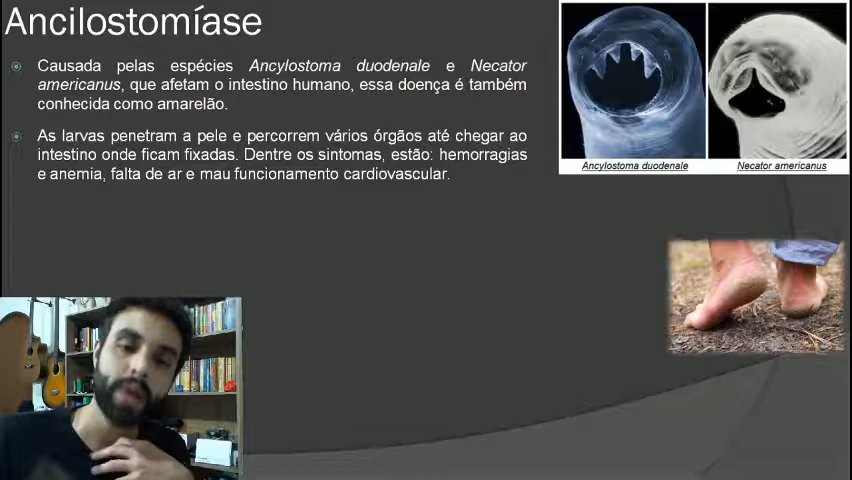 Ancilostomíase
Causada pelas espécies Ancylostoma duodenale e Necator
americanus, que afetam o intestino humano, essa doença é também
conhecida como amarelão.
As larvas penetram a pele e percorrem vários órgãos até chegar ao
intestino onde ficam fixadas. Dentre os sintomas, estão: hemorragias
e anemia, falta de ar e mau funcionamento cardiovascular.
Ancylostoma duodenale
Necator americanus